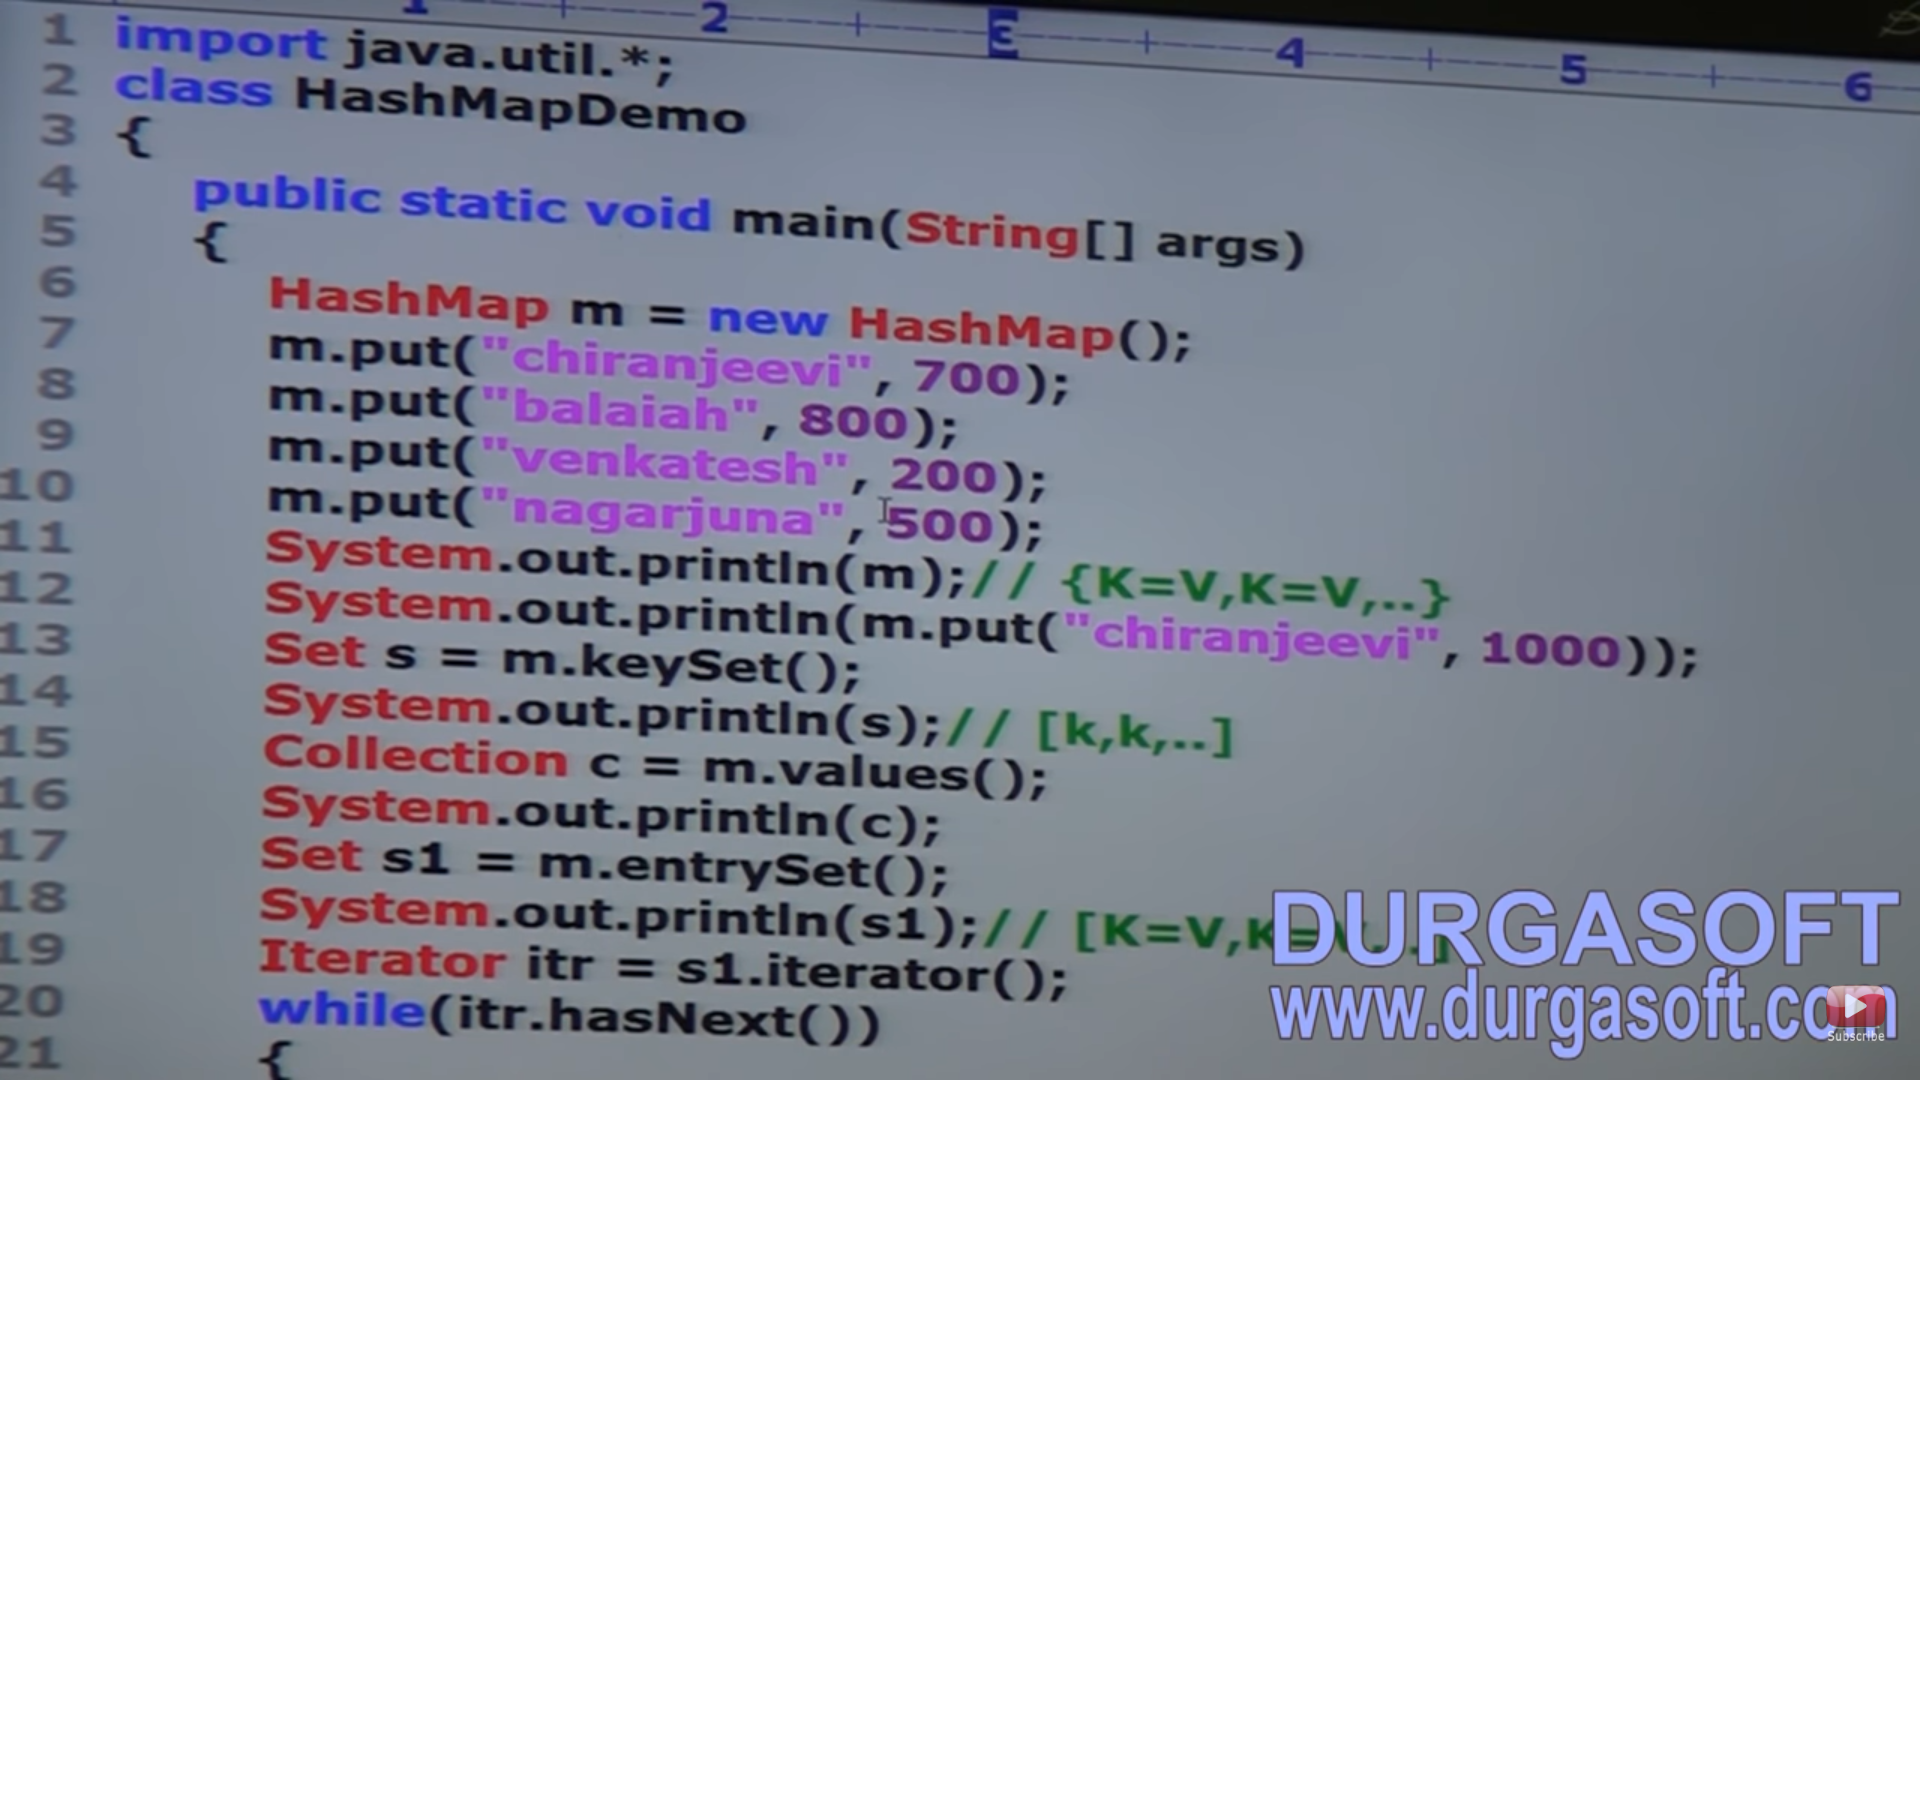 1 2 3 4 5 6
1 import java.util.*;
2 class HashMapDemo
3 {
4 public static void main(String[] args)
5 {
6 HashMap m = new HashMap();
7 m.put("chiranjeevi", 700);
8 m.put("balaiah", 800);
9 m.put("venkatesh", 200);
10 m.put("nagarjuna", 500);
11 System.out.println(m);// {K=V,K=V,..}
12 System.out.println(m.put("chiranjeevi", 1000));
13 Set s = m.keySet();
14 System.out.println(s);// [k,k,..]
15 Collection c = m.values();
16 System.out.println(c);
17 Set s1 = m.entrySet();
18 System.out.println(s1);// [K=V,K=V,..]
19 Iterator itr = s1.iterator();
20 while(itr.hasNext())
21 {
DURGASOFT
www.durgasoft.com
Subscribe